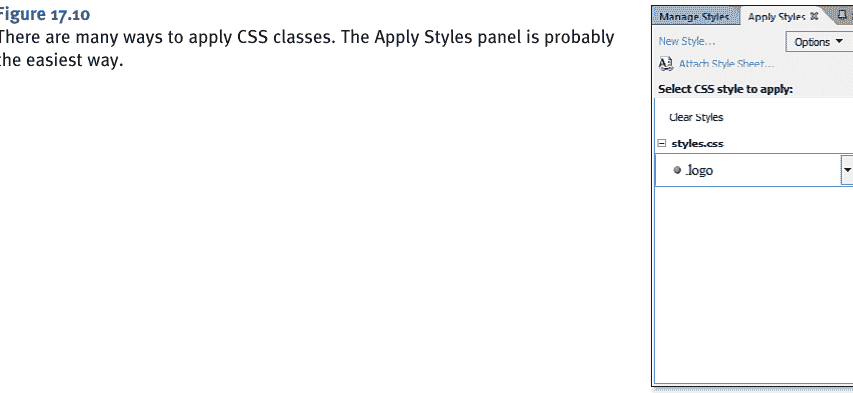 Figure 17.10
There are many ways to apply CSS classes. The Apply Styles panel is probably
the easiest way.
Manage Styles Apply Styles
New Style... Options
Attach Style Sheet...
Select CSS style to apply:
Clear Styles
styles.css
.logo